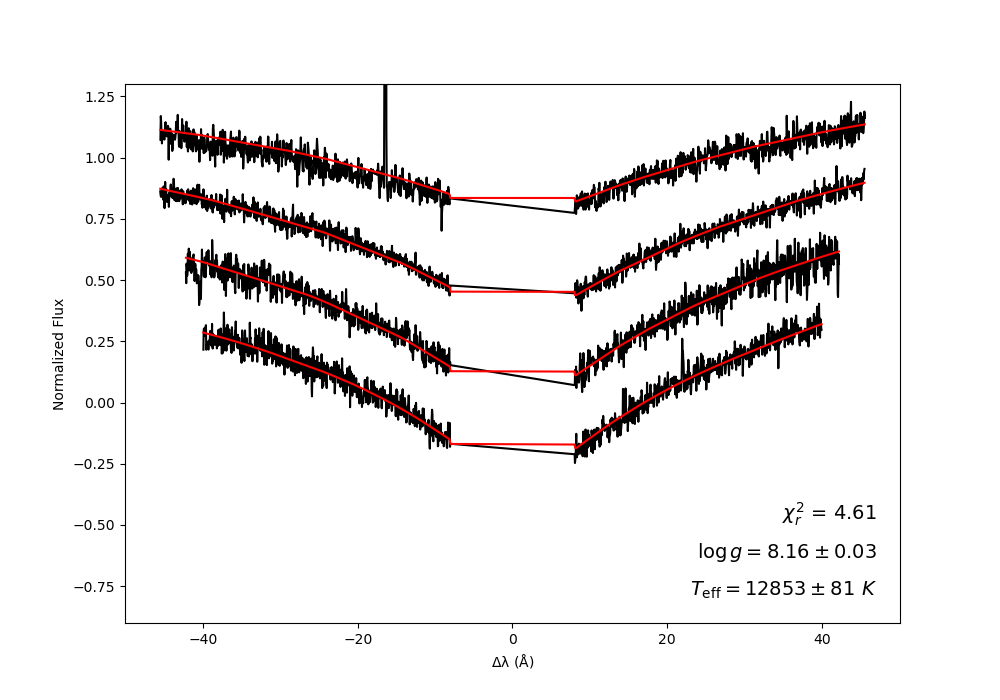 1.25
1.00
0.75
0.50
0.25
0.00
−0.25
−0.50
−0.75
Normalized Flux
χ²ᵣ = 4.61
log g = 8.16 ± 0.03
T_eff = 12853 ± 81 K
−40 −20 0 20 40
Δλ (Å)